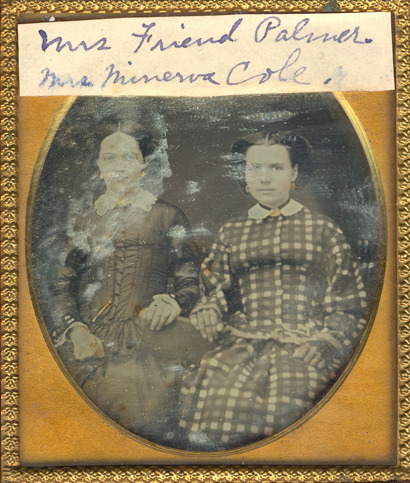 Mrs Friend Palmer.
Mrs Minerva Cole.